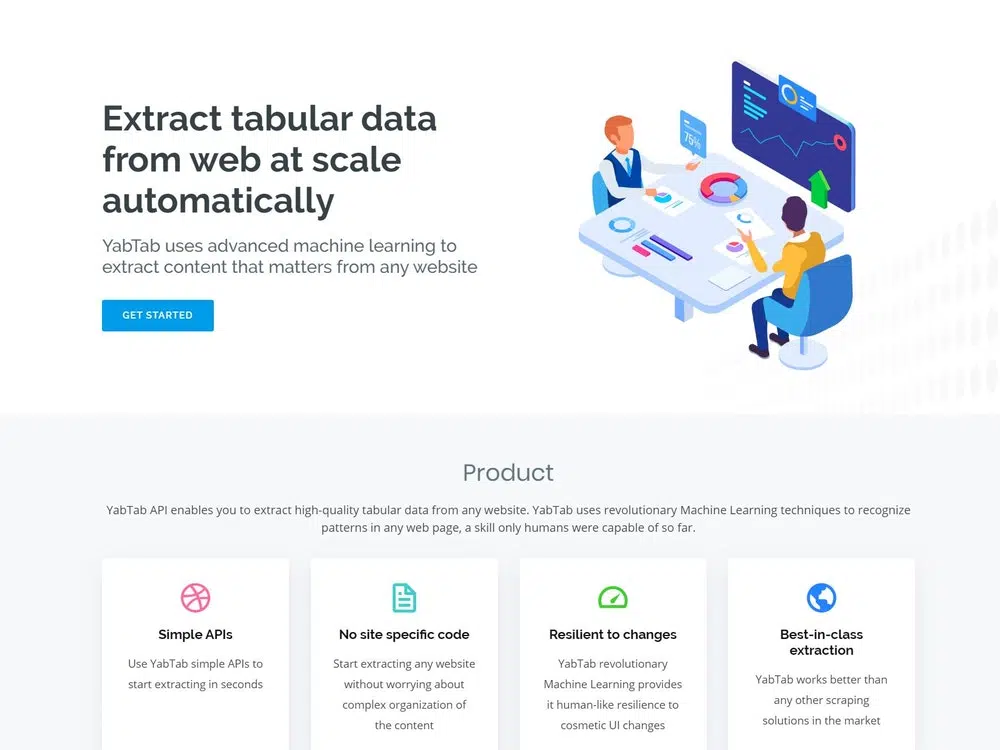 Extract tabular data
from web at scale
automatically
YabTab uses advanced machine learning to
extract content that matters from any website
GET STARTED
75%
Product
YabTab API enables you to extract high-quality tabular data from any website. YabTab uses revolutionary Machine Learning techniques to recognize
patterns in any web page, a skill only humans were capable of so far.
Simple APIs
Use YabTab simple APIs to
start extracting in seconds
No site specific code
Start extracting any website
without worrying about
complex organization of
the content
Resilient to changes
YabTab revolutionary
Machine Learning provides
it human-like resilience to
cosmetic UI changes
Best-in-class
extraction
YabTab works better than
any other scraping
solutions in the market